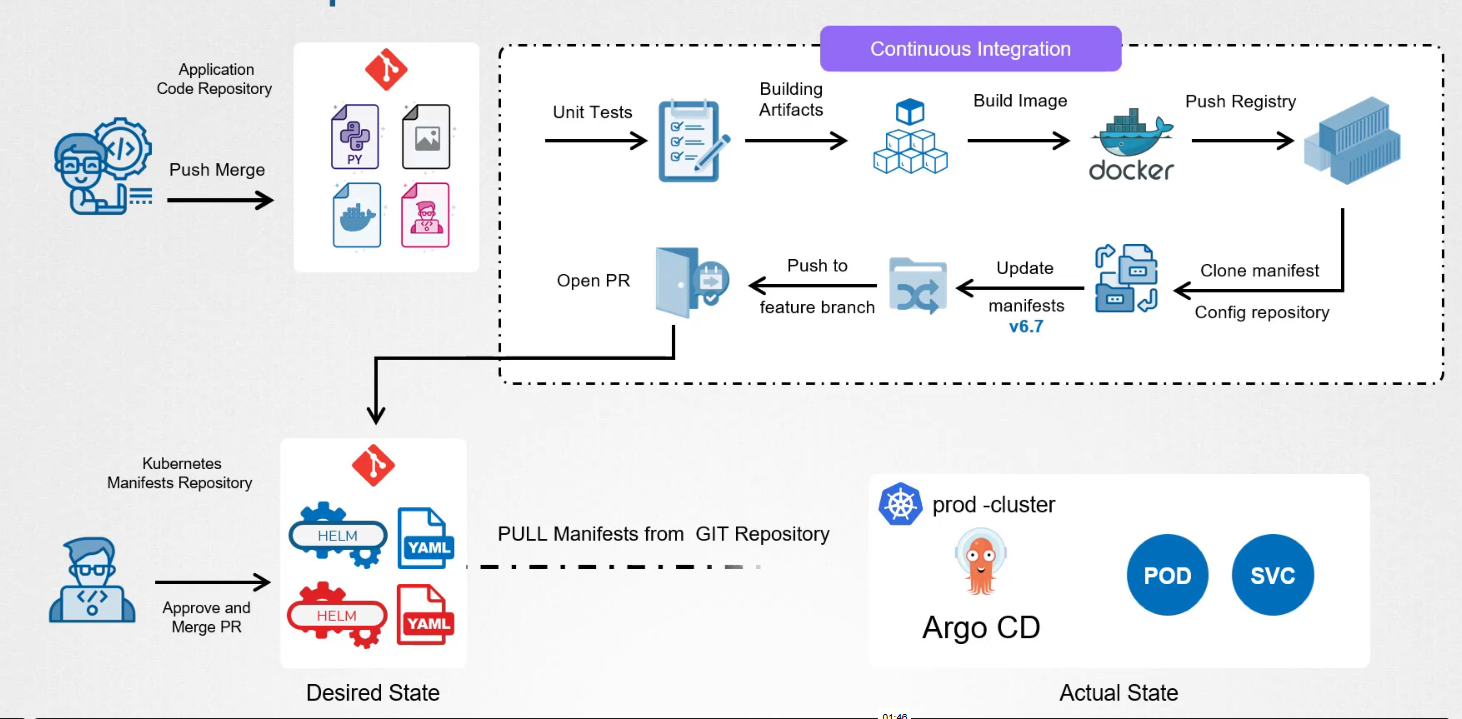 Continuous Integration
Application
Code Repository
Push Merge
PY
Unit Tests
Building
Artifacts
Build Image
docker
Push Registry
Clone manifest
Config repository
Update
manifests
v6.7
Push to
feature branch
Open PR
Kubernetes
Manifests Repository
Approve and
Merge PR
HELM
YAML
HELM
YAML
Desired State
PULL Manifests from GIT Repository
prod -cluster
Argo CD
POD
SVC
Actual State
01:46